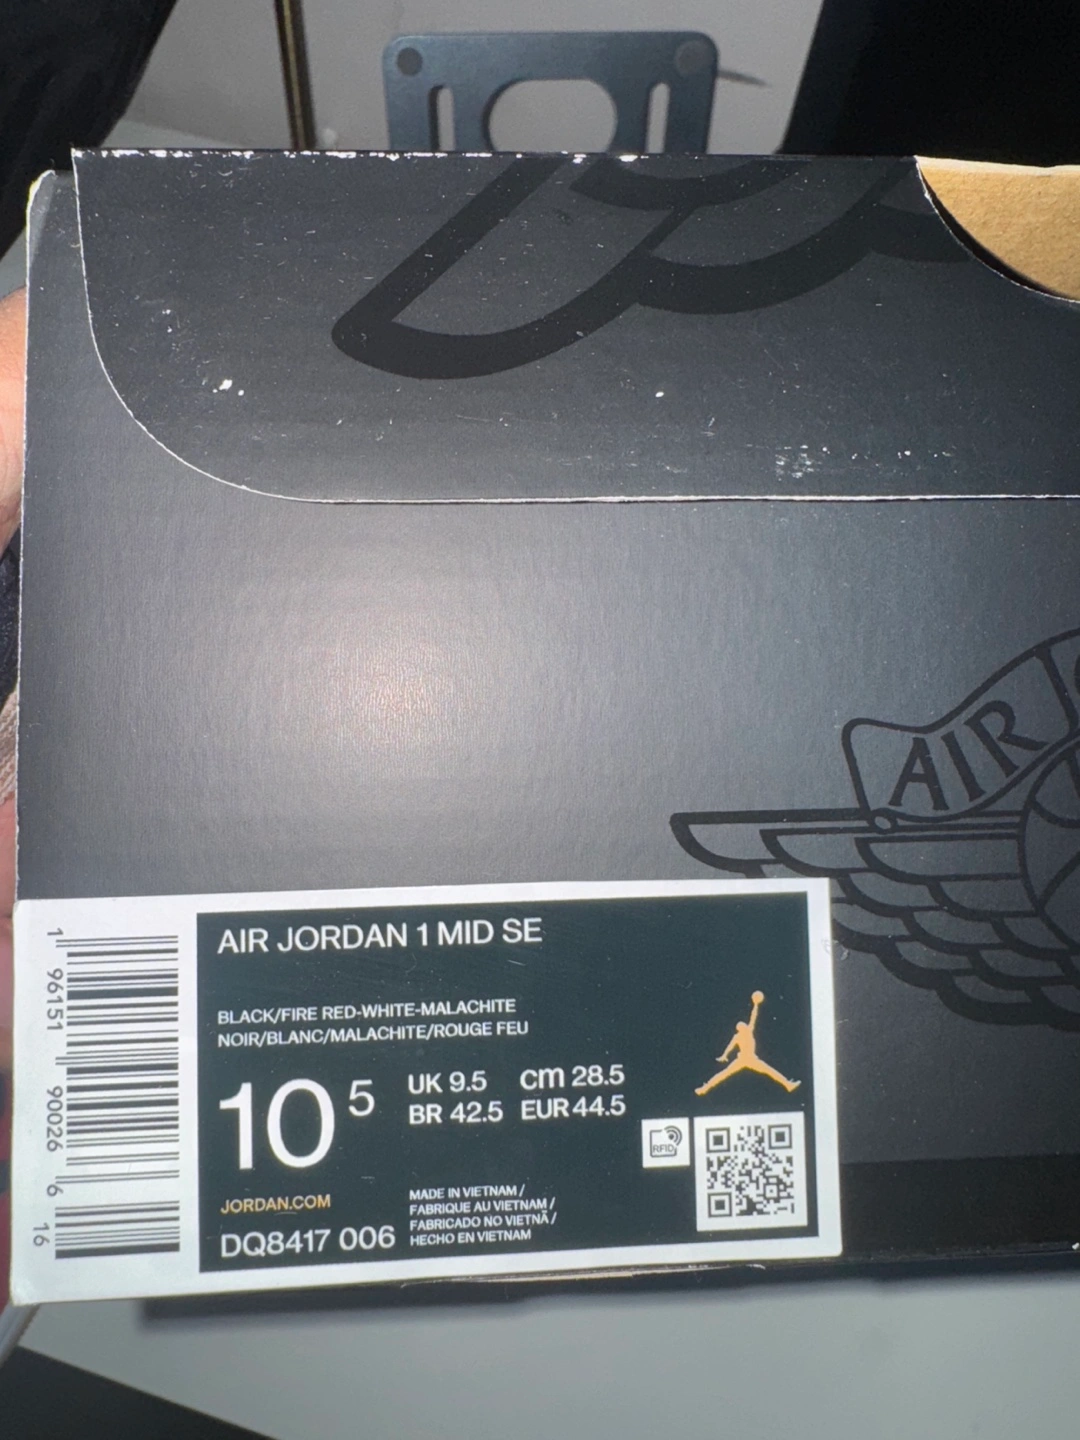 AIR JO
AIR JORDAN 1 MID SE
BLACK/FIRE RED-WHITE-MALACHITE
NOIR/BLANC/MALACHITE/ROUGE FEU
10 5
UK 9.5 cm 28.5
BR 42.5 EUR 44.5
RFID
JORDAN.COM
DQ8417 006
MADE IN VIETNAM /
FABRIQUE AU VIETNAM /
FABRICADO NO VIETNÃ /
HECHO EN VIETNAM
1 96151 90026 6 16